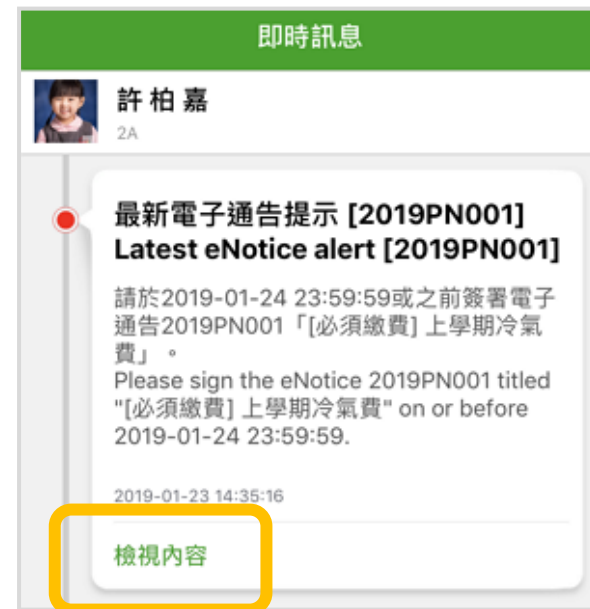 即時訊息
許 柏 嘉
2A
最新電子通告提示 [2019PN001]
Latest eNotice alert [2019PN001]
請於2019-01-24 23:59:59或之前簽署電子
通告2019PN001「[必須繳費] 上學期冷氣
費」。
Please sign the eNotice 2019PN001 titled
"[必須繳費] 上學期冷氣費" on or before
2019-01-24 23:59:59.
2019-01-23 14:35:16
檢視內容